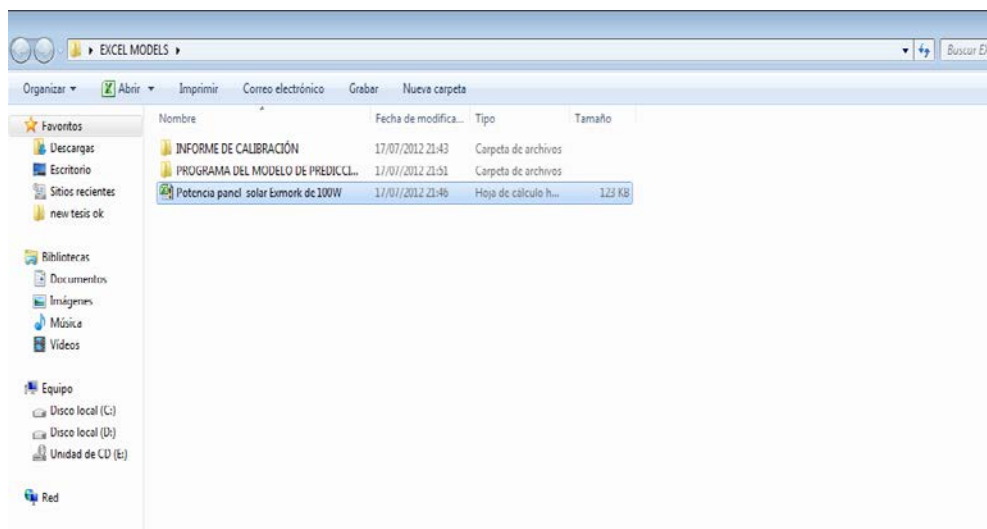 EXCEL MODELS
Buscar EX
Organizar Abrir Imprimir Correo electrónico Grabar Nueva carpeta
Nombre Fecha de modifica... Tipo Tamaño
INFORME DE CALIBRACIÓN 17/07/2012 21:43 Carpeta de archivos
PROGRAMA DEL MODELO DE PREDICCI... 17/07/2012 21:51 Carpeta de archivos
Potencia panel solar Exmork de 100W 17/07/2012 21:46 Hoja de cálculo h... 123 KB
Favoritos
Descargas
Escritorio
Sitios recientes
new tesis ok
Bibliotecas
Documentos
Imágenes
Música
Vídeos
Equipo
Disco local (C:)
Disco local (D:)
Unidad de CD (E:)
Red